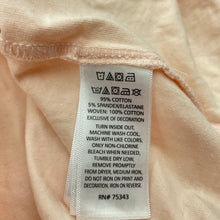 95% COTTON
5% SPANDEX/ELASTANE
WOVEN: 100% COTTON
EXCLUSIVE OF DECORATION
TURN INSIDE OUT,
MACHINE WASH COOL,
WASH WITH LIKE COLORS,
ONLY NON-CHLORINE
BLEACH WHEN NEEDED,
TUMBLE DRY LOW,
REMOVE PROMPTLY
FROM DRYER, MEDIUM IRON,
DO NOT IRON ON PRINT AND
DO NOT IRON ON
DECORATION.
RN# 75343